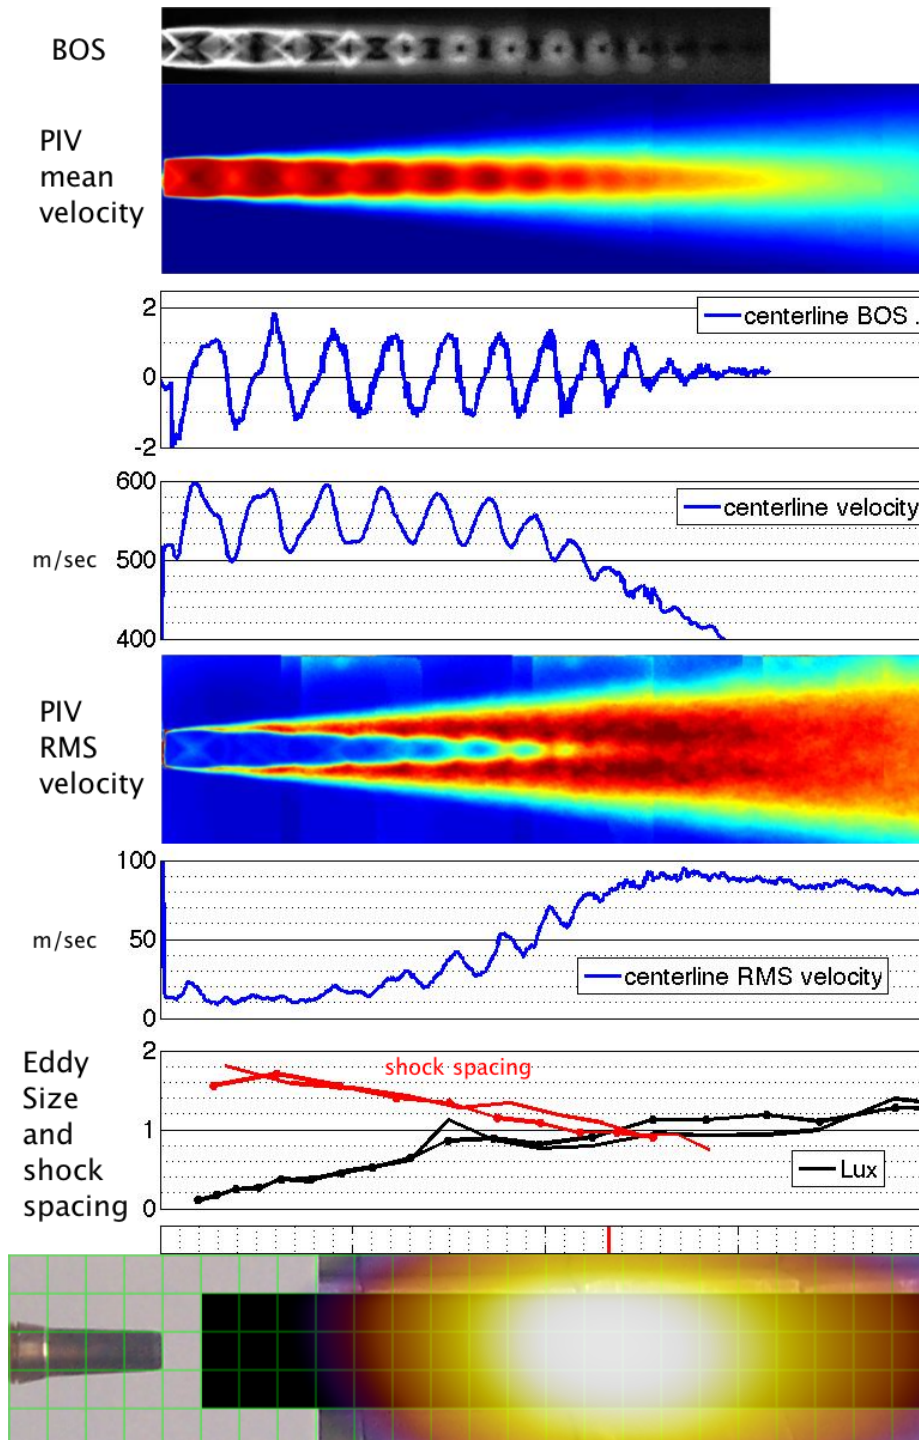 BOS
PIV
mean
velocity
2
0
-2
centerline BOS .
600
500
400
m/sec
centerline velocity
PIV
RMS
velocity
100
50
0
m/sec
centerline RMS velocity
Eddy
Size
and
shock
spacing
2
1
0
shock spacing
Lux